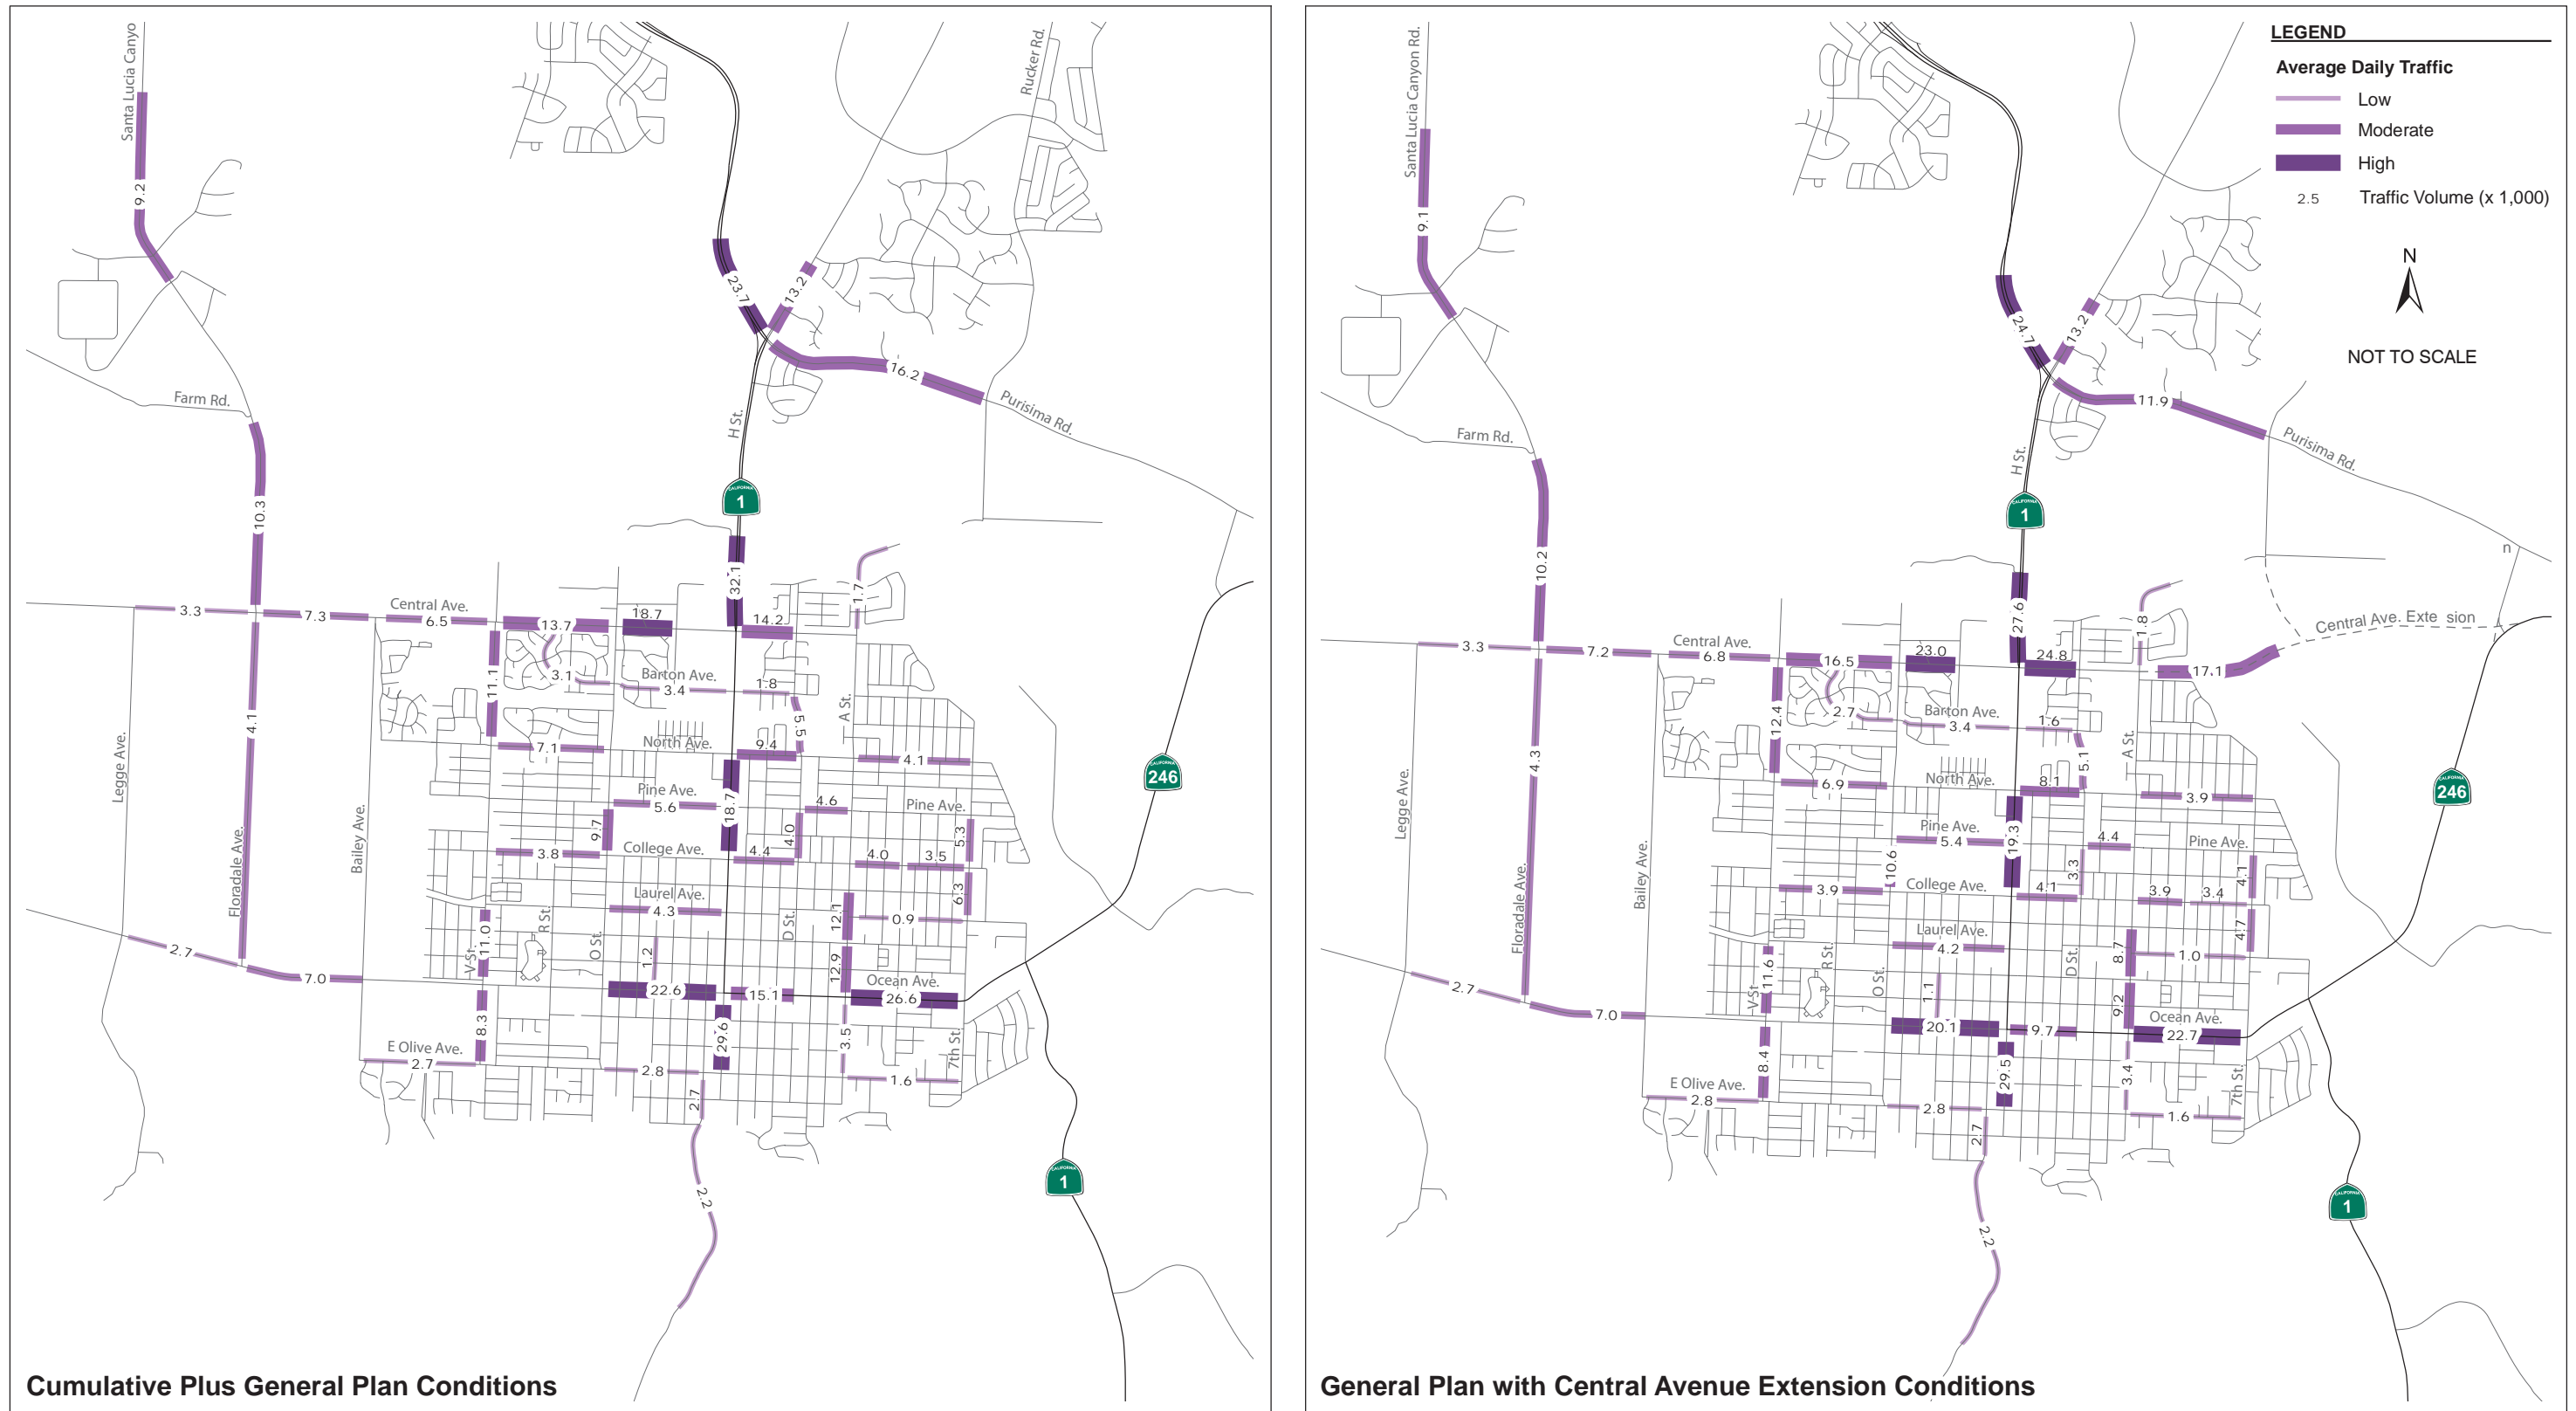 Santa Lucia Canyo
Rucker Rd.
9.2
23.7
13.2
16.2
Farm Rd.
Purisima Rd.
H St.
CALIFORNIA
1
10.3
32.1
1.7
3.3
7.3
Central Ave.
6.5
13.7
18.7
14.2
3.1
Barton Ave.
3.4
1.8
11.1
4.1
5.5
A St.
7.1
North Ave.
9.4
4.1
Legge Ave.
CALIFORNIA
246
Pine Ave.
5.6
18.7
4.6
Pine Ave.
9.7
4.0
5.3
Bailey Ave.
Floradale Ave.
3.8
College Ave.
4.4
4.0
3.5
Laurel Ave.
4.3
6.3
12.1
0.9
D St.
R St.
O St.
V St.
11.0
1.2
12.9
2.7
7.0
22.6
15.1
Ocean Ave.
26.6
8.3
29.6
3.5
7th St.
E Olive Ave.
2.7
2.8
1.6
2.7
CALIFORNIA
1
2.2
Cumulative Plus General Plan Conditions
LEGEND
Average Daily Traffic
Low
Moderate
High
2.5
Traffic Volume (x 1,000)
N
NOT TO SCALE
Santa Lucia Canyon Rd.
9.1
24.7
13.2
11.9
Farm Rd.
Purisima Rd.
H St.
CALIFORNIA
1
10.2
n
27.6
1.8
Central Ave. Exte sion
3.3
7.2
Central Ave.
6.8
16.5
23.0
24.8
17.1
2.7
Barton Ave.
3.4
1.6
12.4
4.3
5.1
A St.
6.9
North Ave.
8.1
3.9
Legge Ave.
CALIFORNIA
246
Pine Ave.
5.4
19.3
4.4
Pine Ave.
10.6
3.3
4.1
Bailey Ave.
Floradale Ave.
3.9
College Ave.
4.1
3.9
3.4
Laurel Ave.
4.2
4.7
8.7
1.0
D St.
R St.
O St.
V St.
11.6
1.1
9.2
2.7
7.0
20.1
9.7
Ocean Ave.
22.7
8.4
29.5
3.4
7th St.
E Olive Ave.
2.8
2.8
1.6
2.7
CALIFORNIA
1
2.2
General Plan with Central Avenue Extension Conditions